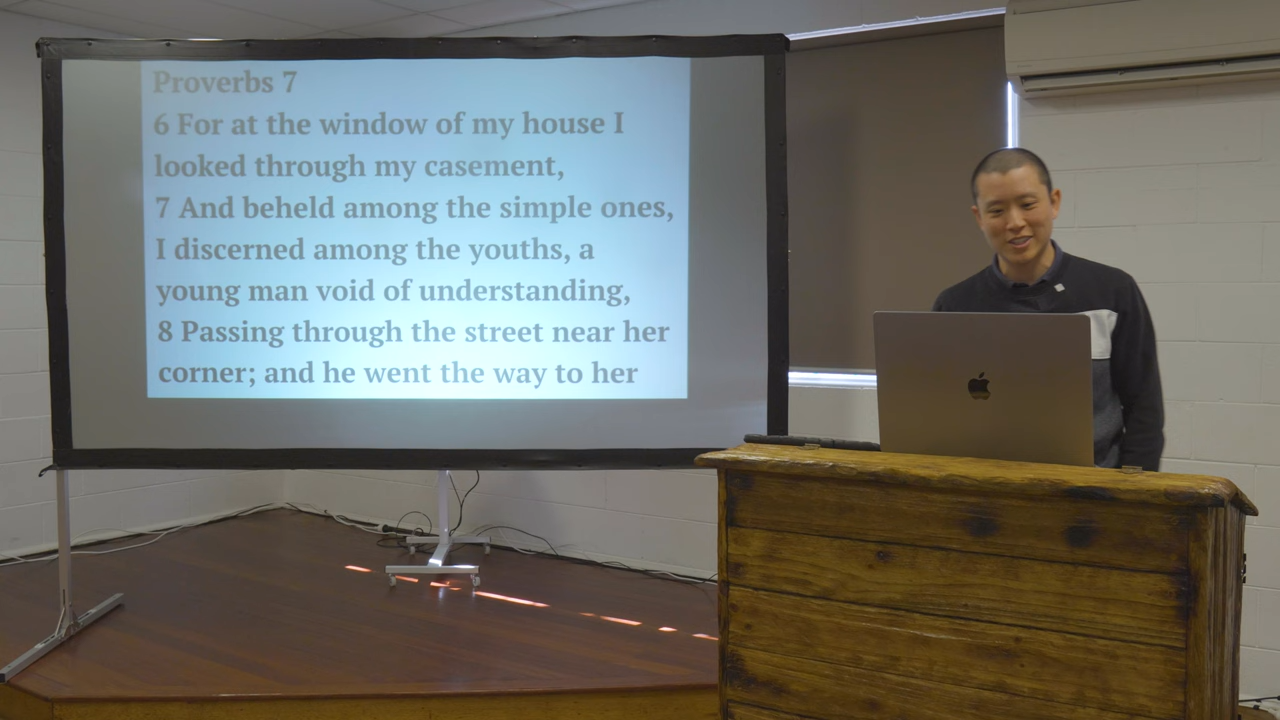 Proverbs 7
6 For at the window of my house I
looked through my casement,
7 And beheld among the simple ones,
I discerned among the youths, a
young man void of understanding,
8 Passing through the street near her
corner; and he went the way to her